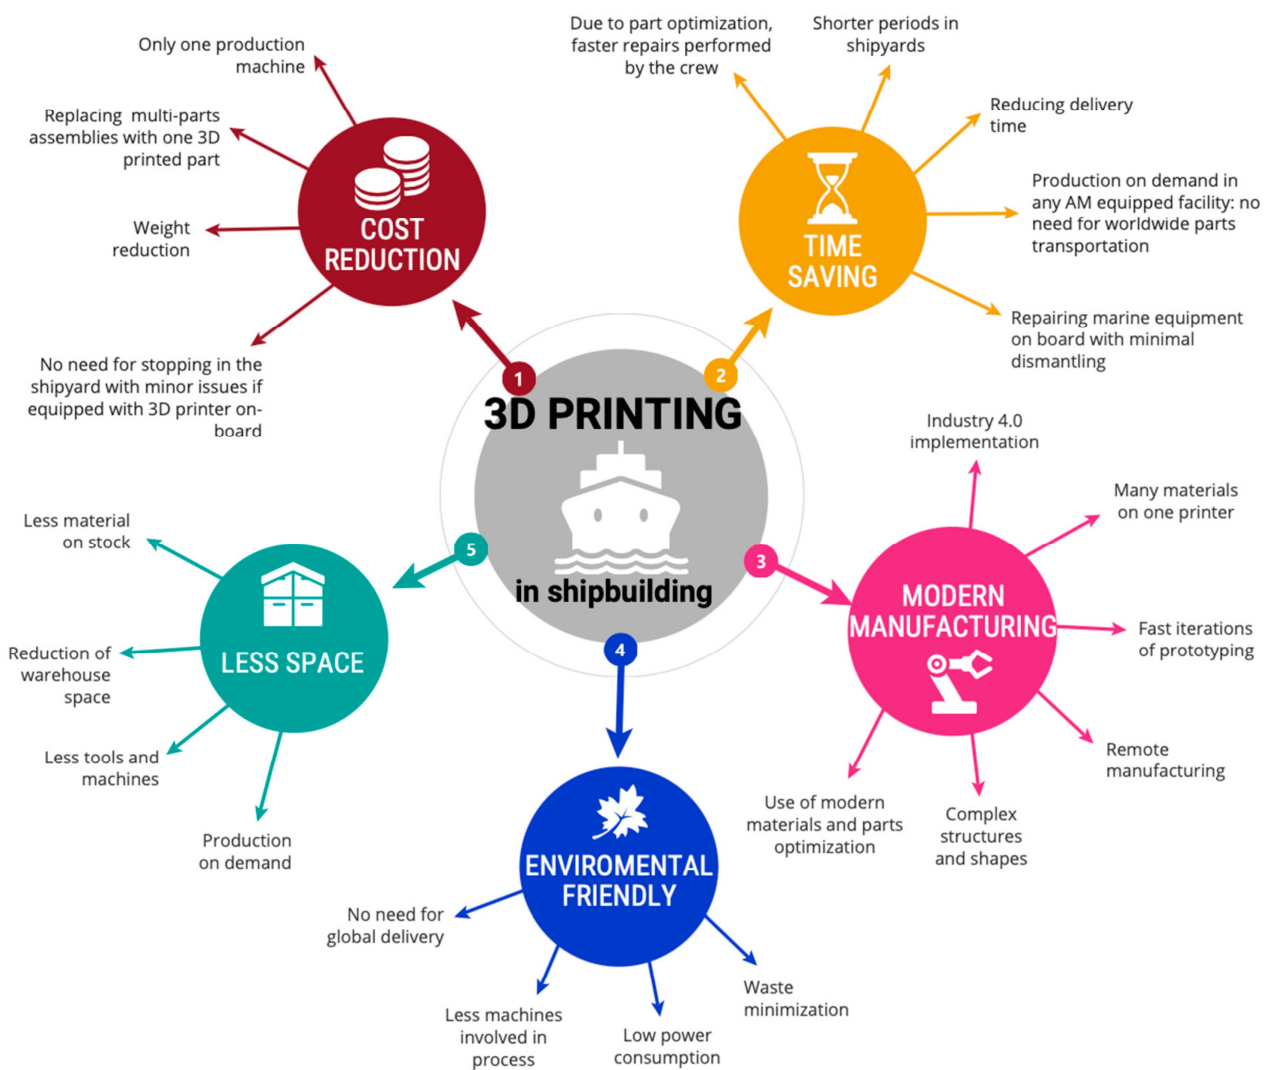 3D PRINTING
in shipbuilding
1
COST
REDUCTION
Only one production
machine
Replacing multi-parts
assemblies with one 3D
printed part
Weight
reduction
No need for stopping in the
shipyard with minor issues if
equipped with 3D printer on-
board
2
TIME
SAVING
Due to part optimization,
faster repairs performed
by the crew
Shorter periods in
shipyards
Reducing delivery
time
Production on demand in
any AM equipped facility: no
need for worldwide parts
transportation
Repairing marine equipment
on board with minimal
dismantling
3
MODERN
MANUFACTURING
Industry 4.0
implementation
Many materials
on one printer
Fast iterations
of prototyping
Remote
manufacturing
Complex
structures
and shapes
Use of modern
materials and parts
optimization
4
ENVIROMENTAL
FRIENDLY
No need for
global delivery
Less machines
involved in
process
Low power
consumption
Waste
minimization
5
LESS SPACE
Less material
on stock
Reduction of
warehouse
space
Less tools and
machines
Production
on demand